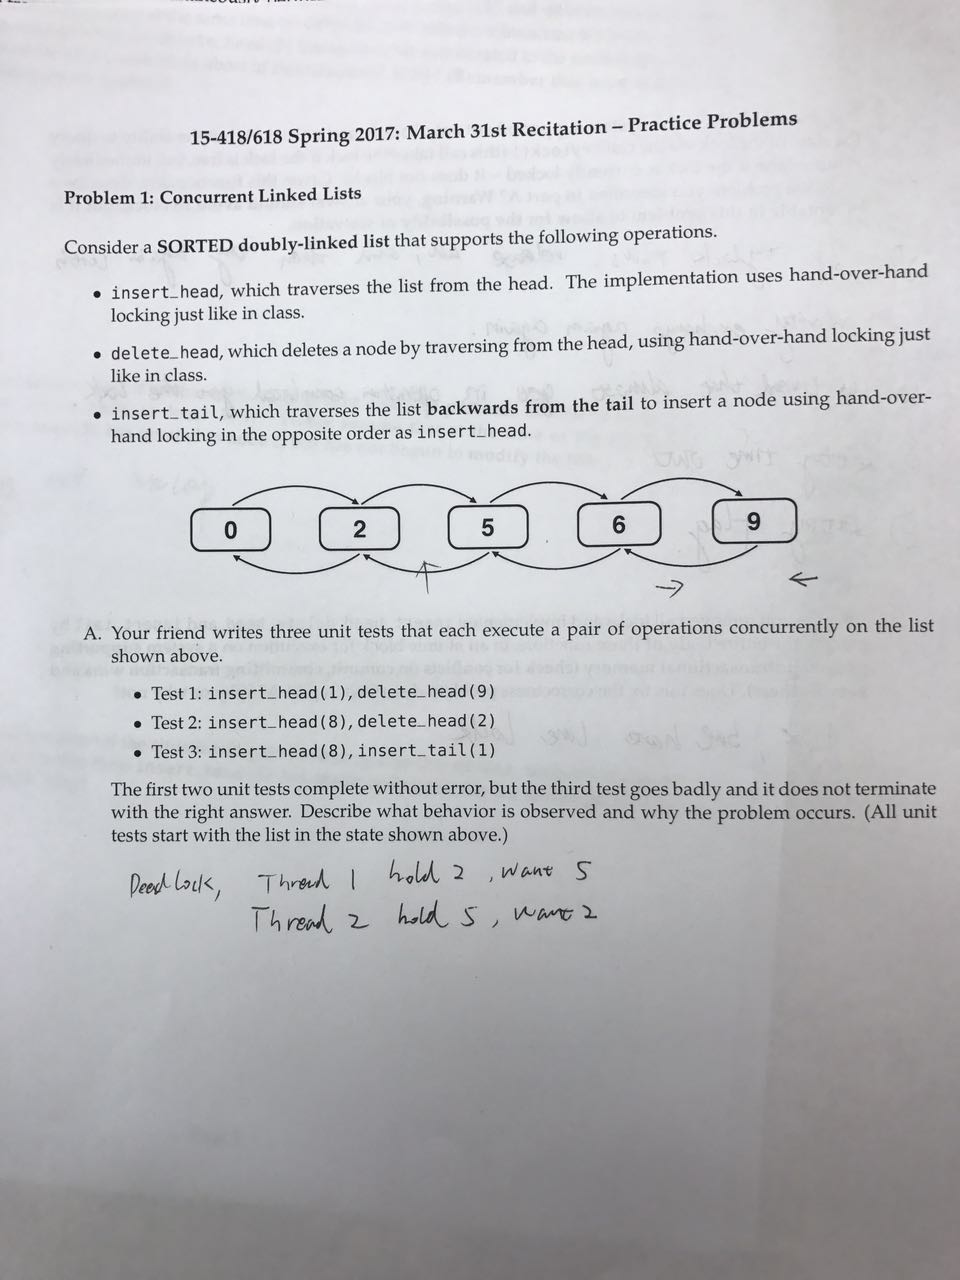 15-418/618 Spring 2017: March 31st Recitation – Practice Problems
Problem 1: Concurrent Linked Lists
Consider a SORTED doubly-linked list that supports the following operations.
• insert_head, which traverses the list from the head. The implementation uses hand-over-hand
locking just like in class.
• delete_head, which deletes a node by traversing from the head, using hand-over-hand locking just
like in class.
• insert_tail, which traverses the list backwards from the tail to insert a node using hand-over-
hand locking in the opposite order as insert_head.
0 2 5 6 9
A. Your friend writes three unit tests that each execute a pair of operations concurrently on the list
shown above.
• Test 1: insert_head(1), delete_head(9)
• Test 2: insert_head(8), delete_head(2)
• Test 3: insert_head(8), insert_tail(1)
The first two unit tests complete without error, but the third test goes badly and it does not terminate
with the right answer. Describe what behavior is observed and why the problem occurs. (All unit
tests start with the list in the state shown above.)
Deed lock, Thread 1 hold 2, want 5
Thread 2 hold 5, want 2